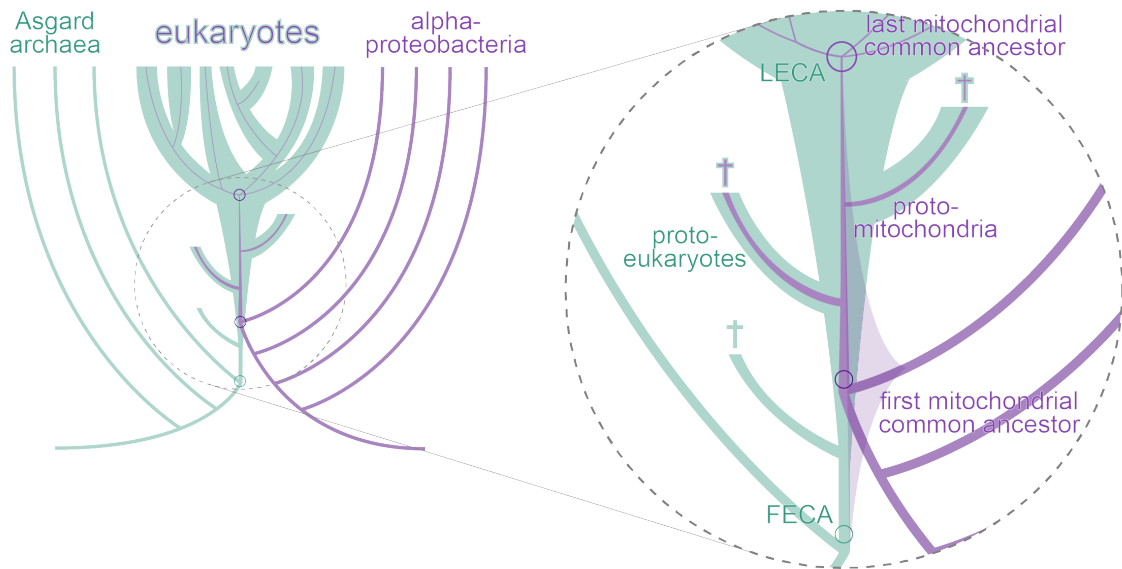 Asgard
archaea
eukaryotes
alpha-
proteobacteria
last mitochondrial
common ancestor
LECA
proto-
mitochondria
proto-
eukaryotes
first mitochondrial
common ancestor
FECA